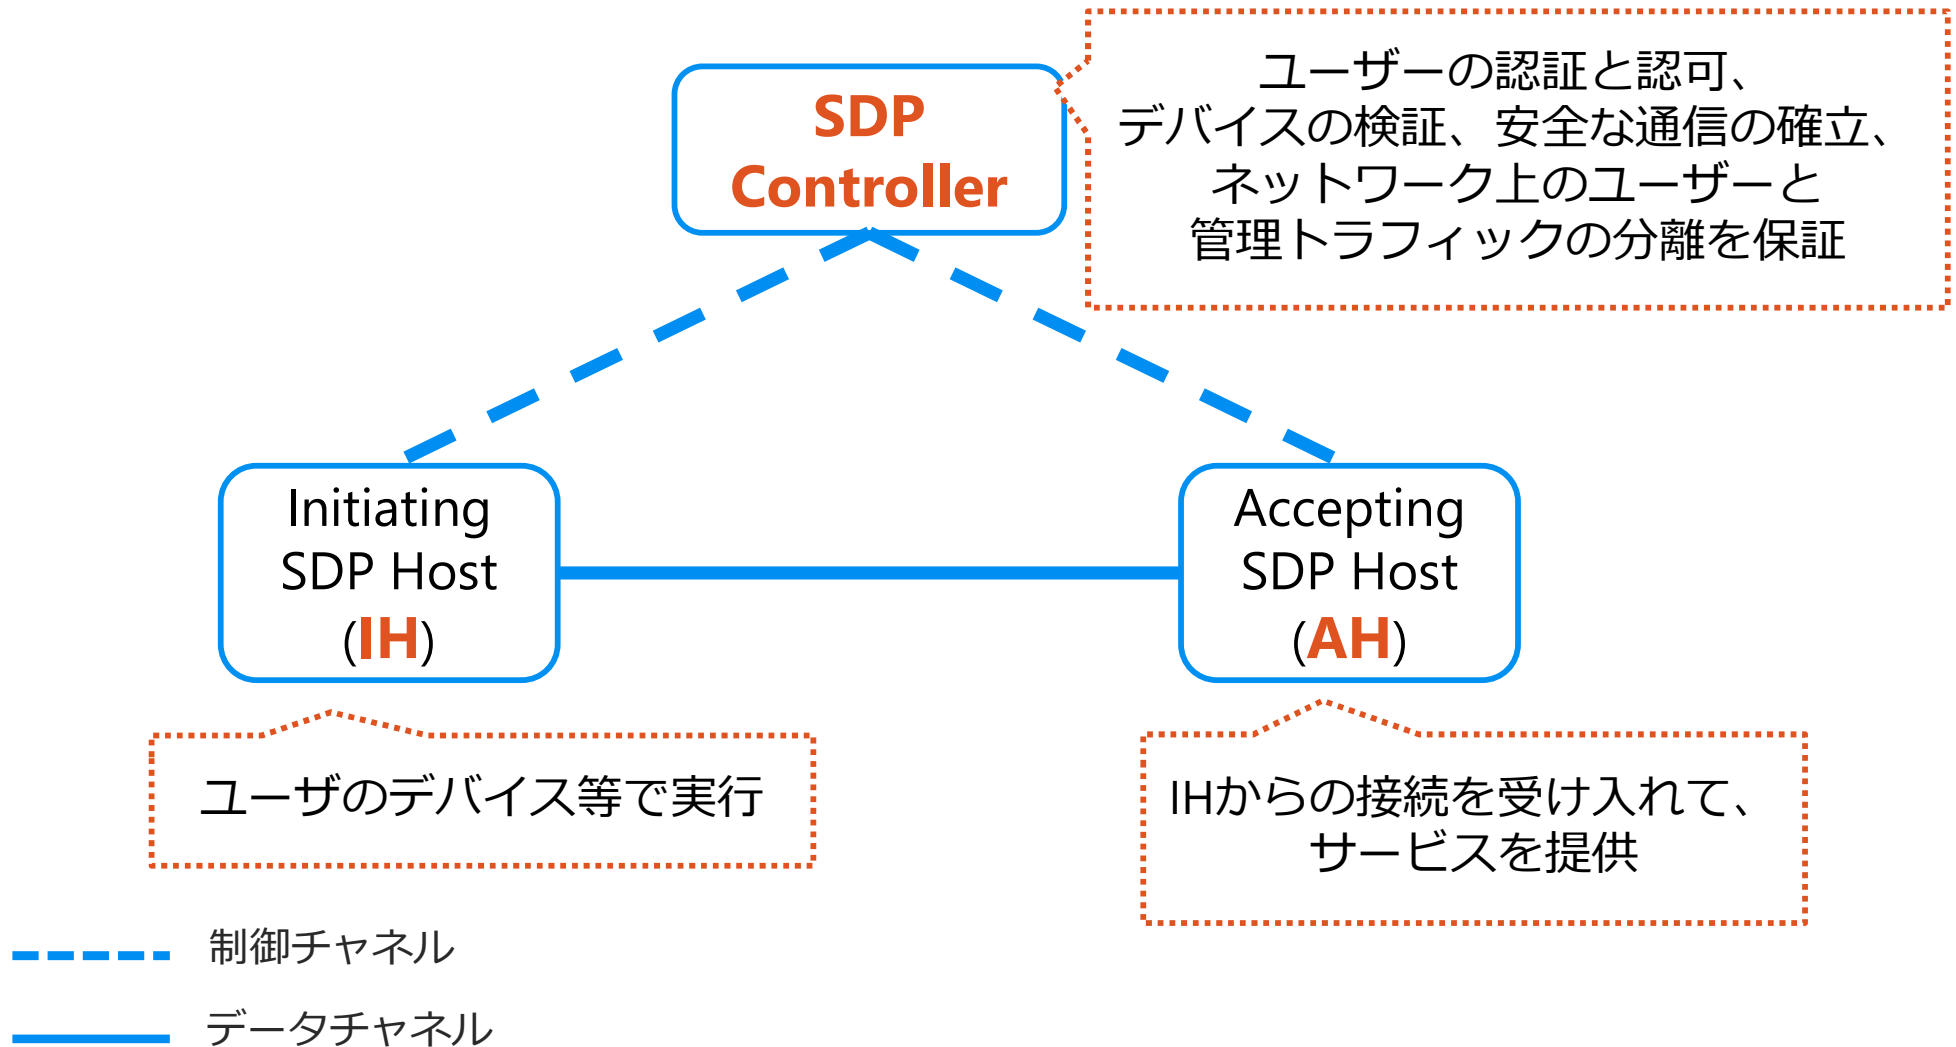 SDP
Controller
ユーザーの認証と認可、
デバイスの検証、安全な通信の確立、
ネットワーク上のユーザーと
管理トラフィックの分離を保証
Initiating
SDP Host
(IH)
Accepting
SDP Host
(AH)
ユーザのデバイス等で実行
IHからの接続を受け入れて、
サービスを提供
制御チャネル
データチャネル